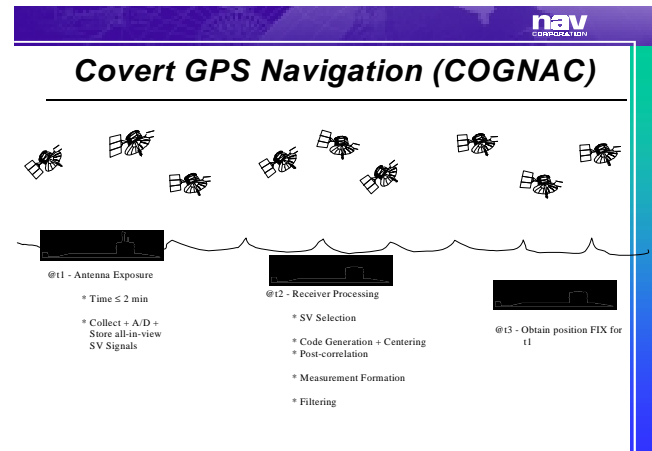 nav
CORPORATION
Covert GPS Navigation (COGNAC)
@t1 - Antenna Exposure
* Time ≤ 2 min
* Collect + A/D +
Store all-in-view
SV Signals
@t2 - Receiver Processing
* SV Selection
* Code Generation + Centering
* Post-correlation
* Measurement Formation
* Filtering
@t3 - Obtain position FIX for
t1